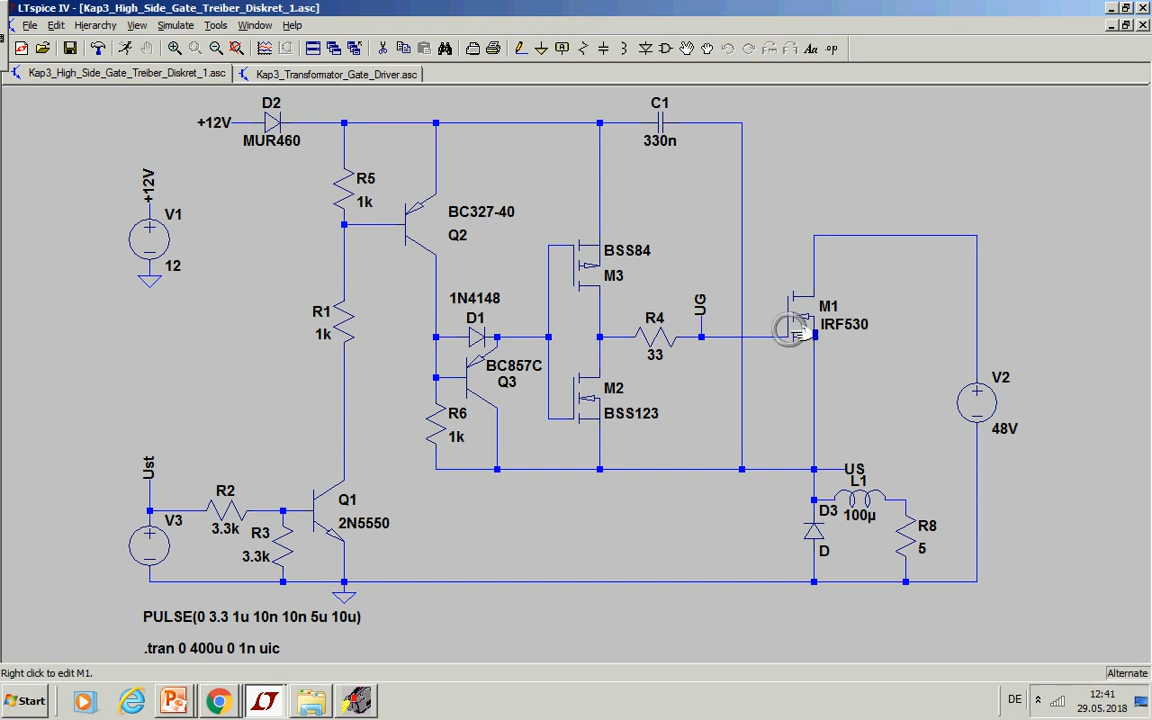 LTspice IV - [Kap3_High_Side_Gate_Treiber_Diskret_1.asc]
File Edit Hierarchy View Simulate Tools Window Help
Aa .op
Kap3_High_Side_Gate_Treiber_Diskret_1.asc Kap3_Transformator_Gate_Driver.asc
D2
+12V
MUR460
C1
330n
+12V
V1
12
R5
1k
BC327-40
Q2
BSS84
M3
1N4148
D1
R1
1k
BC857C
Q3
R4
33
UG
M1
IRF530
M2
BSS123
R6
1k
V2
48V
Ust
V3
R2
3.3k
R3
3.3k
Q1
2N5550
US
L1
100µ
D3
D
R8
5
PULSE(0 3.3 1u 10n 10n 5u 10u)
.tran 0 400u 0 1n uic
Right click to edit M1. Alternate
Start DE 12:41
29.05.2018